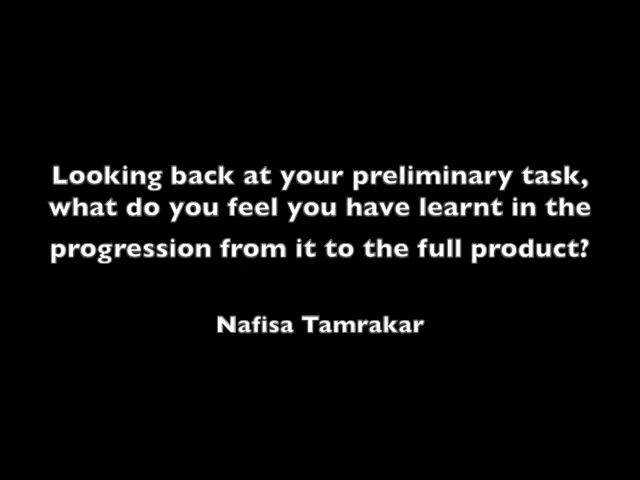 Looking back at your preliminary task,
what do you feel you have learnt in the
progression from it to the full product?
Nafisa Tamrakar